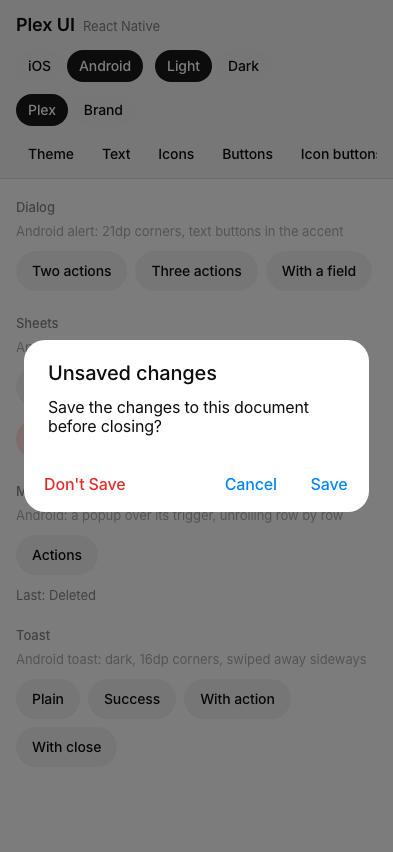 Plex UI React Native
iOS Android Light Dark
Plex Brand
Theme Text Icons Buttons Icon buttons
Dialog
Android alert: 21dp corners, text buttons in the accent
Two actions Three actions With a field
Sheets
Unsaved changes
Save the changes to this document
before closing?
Don't Save Cancel Save
Android: a popup over its trigger, unrolling row by row
Actions
Last: Deleted
Toast
Android toast: dark, 16dp corners, swiped away sideways
Plain Success With action
With close